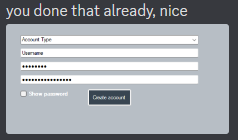 you done that already, nice
Account Type
Username
••••••••
••••••••••••••••
Show password
Create account